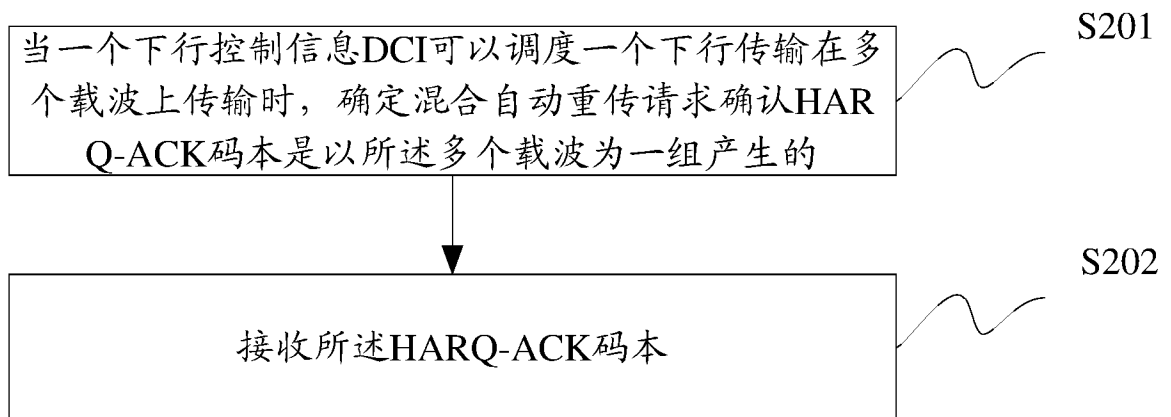 S201
当一个下行控制信息DCI可以调度一个下行传输在多
个载波上传输时，确定混合自动重传请求确认HAR
Q-ACK码本是以所述多个载波为一组产生的
S202
接收所述HARQ-ACK码本